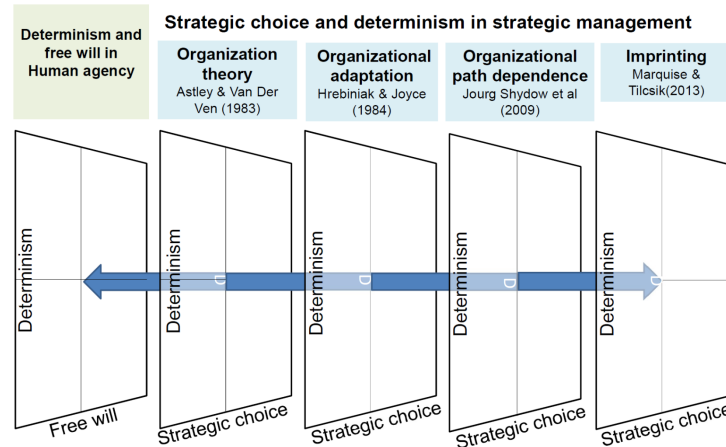 Strategic choice and determinism in strategic management
Determinism and
free will in
Human agency
Organization
theory
Astley & Van Der
Ven (1983)
Organizational
adaptation
Hrebiniak & Joyce
(1984)
Organizational
path dependence
Jourg Shydow et al
(2009)
Imprinting
Marquise &
Tilcsik(2013)
Determinism
Determinism
Determinism
Determinism
Determinism
D
D
D
D
Free will
Strategic choice
Strategic choice
Strategic choice
Strategic choice